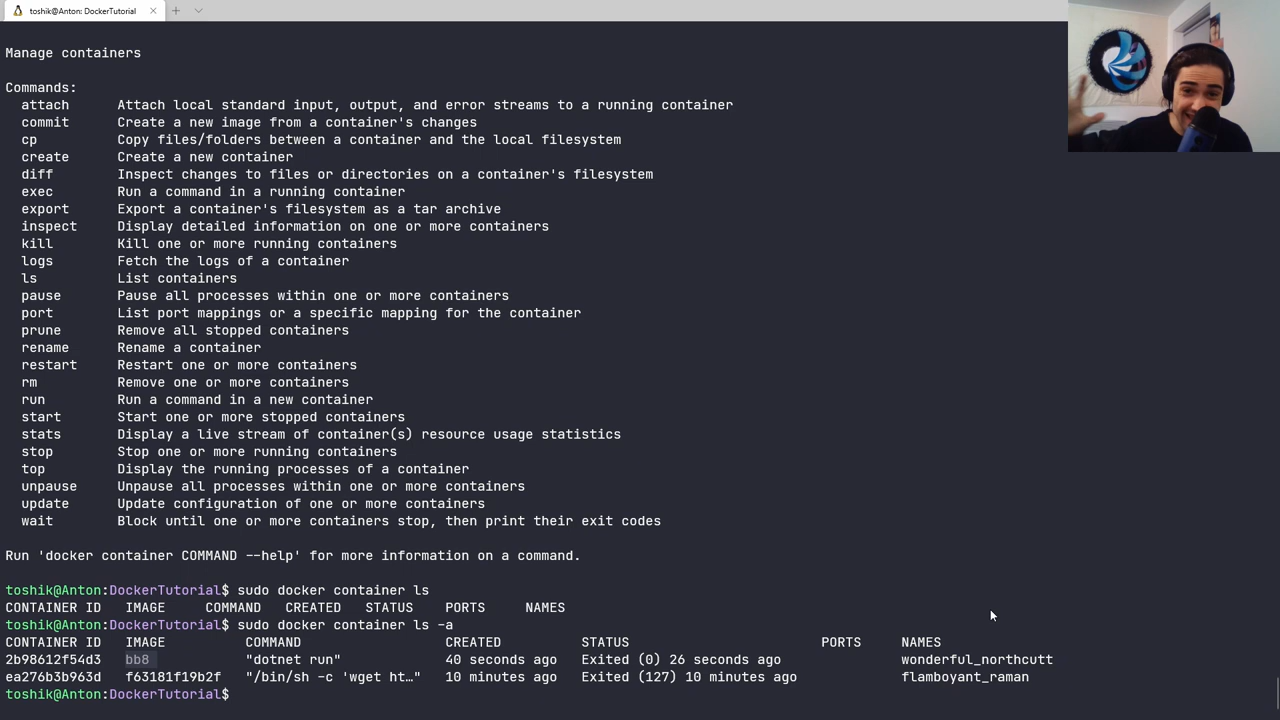 toshik@Anton: DockerTutorial
Manage containers
Commands:
attach Attach local standard input, output, and error streams to a running container
commit Create a new image from a container's changes
cp Copy files/folders between a container and the local filesystem
create Create a new container
diff Inspect changes to files or directories on a container's filesystem
exec Run a command in a running container
export Export a container's filesystem as a tar archive
inspect Display detailed information on one or more containers
kill Kill one or more running containers
logs Fetch the logs of a container
ls List containers
pause Pause all processes within one or more containers
port List port mappings or a specific mapping for the container
prune Remove all stopped containers
rename Rename a container
restart Restart one or more containers
rm Remove one or more containers
run Run a command in a new container
start Start one or more stopped containers
stats Display a live stream of container(s) resource usage statistics
stop Stop one or more running containers
top Display the running processes of a container
unpause Unpause all processes within one or more containers
update Update configuration of one or more containers
wait Block until one or more containers stop, then print their exit codes
Run 'docker container COMMAND --help' for more information on a command.
toshik@Anton:DockerTutorial$ sudo docker container ls
CONTAINER ID IMAGE COMMAND CREATED STATUS PORTS NAMES
toshik@Anton:DockerTutorial$ sudo docker container ls -a
CONTAINER ID IMAGE COMMAND CREATED STATUS PORTS NAMES
2b98612f54d3 bb8 "dotnet run" 40 seconds ago Exited (0) 26 seconds ago wonderful_northcutt
ea276b3b963d f63181f19b2f "/bin/sh -c 'wget ht…" 10 minutes ago Exited (127) 10 minutes ago flamboyant_raman
toshik@Anton:DockerTutorial$